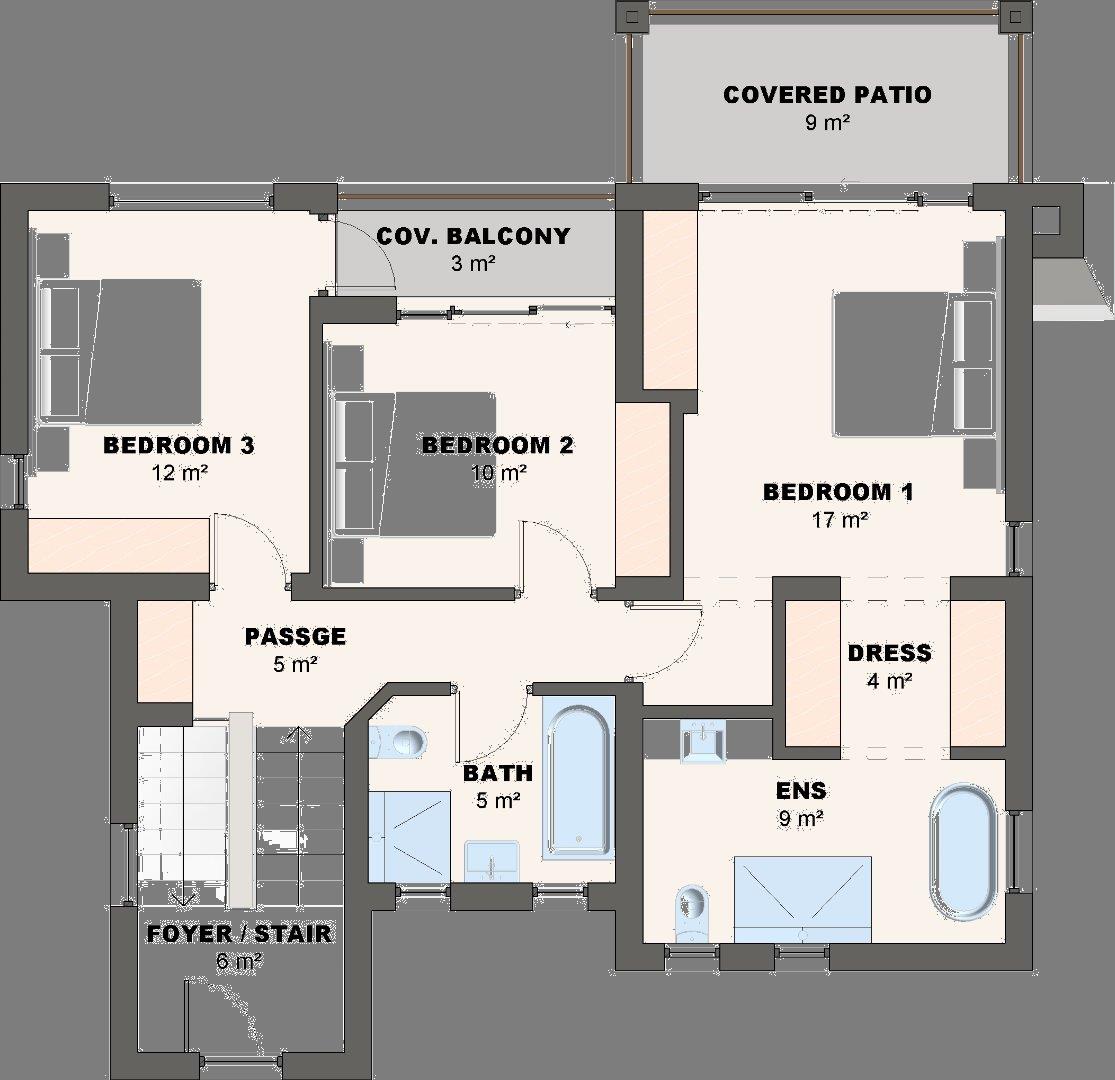 COVERED PATIO
9 m²
COV. BALCONY
3 m²
BEDROOM 3
12 m²
BEDROOM 2
10 m²
BEDROOM 1
17 m²
PASSGE
5 m²
DRESS
4 m²
BATH
5 m²
ENS
9 m²
FOYER / STAIR
6 m²